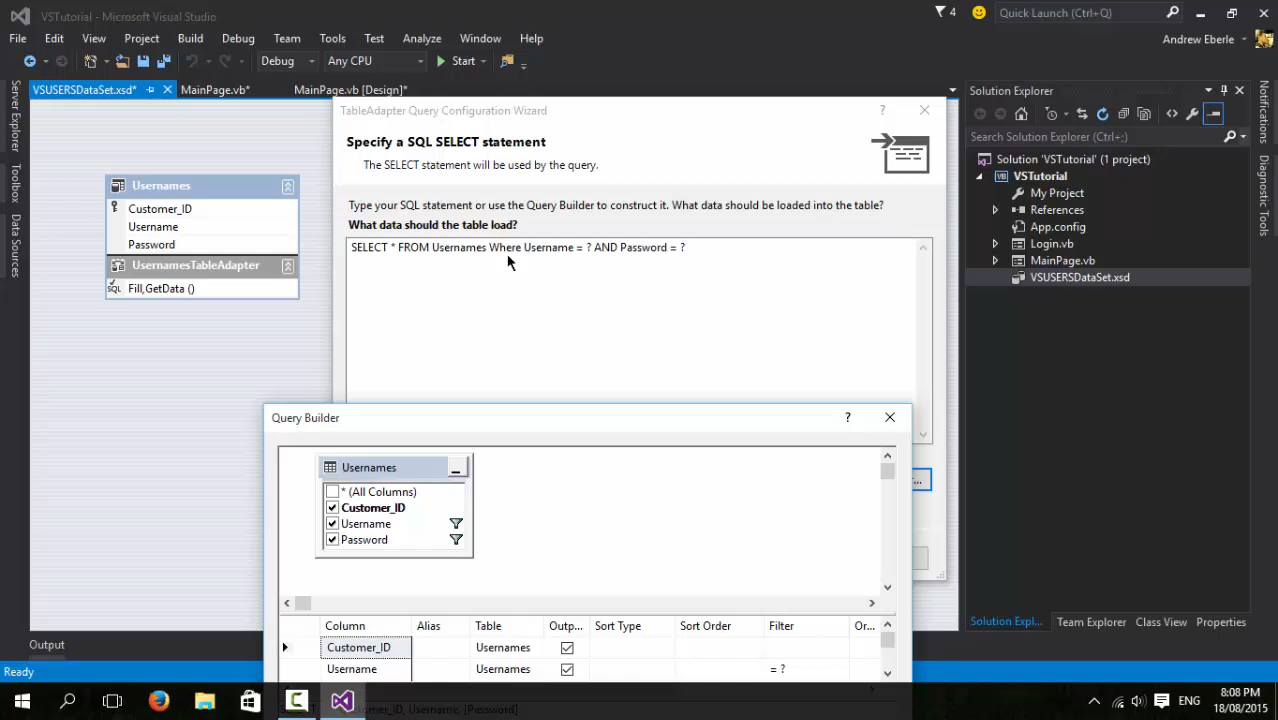 VSTutorial - Microsoft Visual Studio
4
Quick Launch (Ctrl+Q)
File Edit View Project Build Debug Team Tools Test Analyze Window Help
Andrew Eberle
Debug Any CPU Start
VSUSERSDataSet.xsd* MainPage.vb* MainPage.vb [Design]*
Server Explorer
Toolbox
Data Sources
Usernames
Customer_ID
Username
Password
UsernamesTableAdapter
SQL Fill,GetData ()
TableAdapter Query Configuration Wizard ?
Specify a SQL SELECT statement
The SELECT statement will be used by the query.
Type your SQL statement or use the Query Builder to construct it. What data should be loaded into the table?
What data should the table load?
SELECT * FROM Usernames Where Username = ? AND Password = ?
...
Query Builder ?
Usernames
* (All Columns)
Customer_ID
Username
Password
Column Alias Table Outp... Sort Type Sort Order Filter Or...
Customer_ID Usernames
Username Usernames = ?
Solution Explorer
Search Solution Explorer (Ctrl+;)
Solution 'VSTutorial' (1 project)
VB VSTutorial
My Project
References
App.config
Login.vb
MainPage.vb
VSUSERSDataSet.xsd
Solution Expl... Team Explorer Class View Properties
Notifications
Diagnostic Tools
Output
Ready
ENG
8:08 PM
18/08/2015